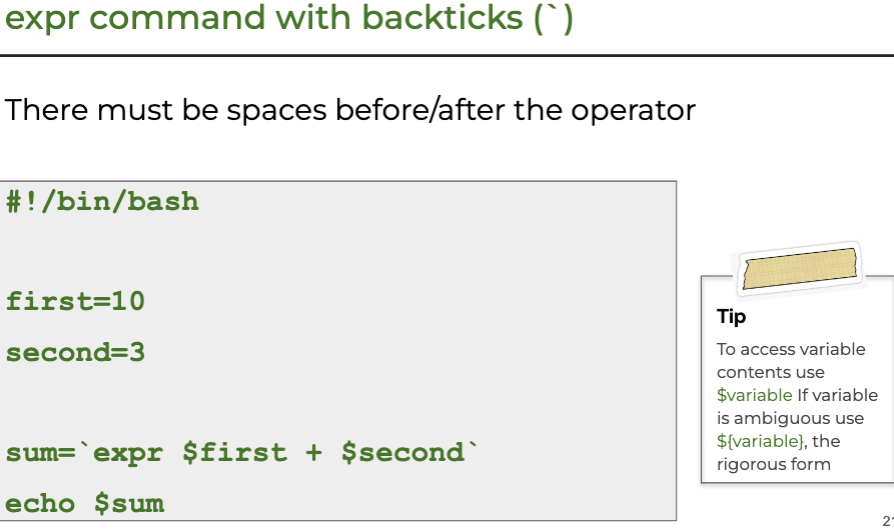 expr command with backticks (`)
There must be spaces before/after the operator
#!/bin/bash
first=10
second=3
sum=`expr $first + $second`
echo $sum
Tip
To access variable
contents use
$variable If variable
is ambiguous use
${variable}, the
rigorous form